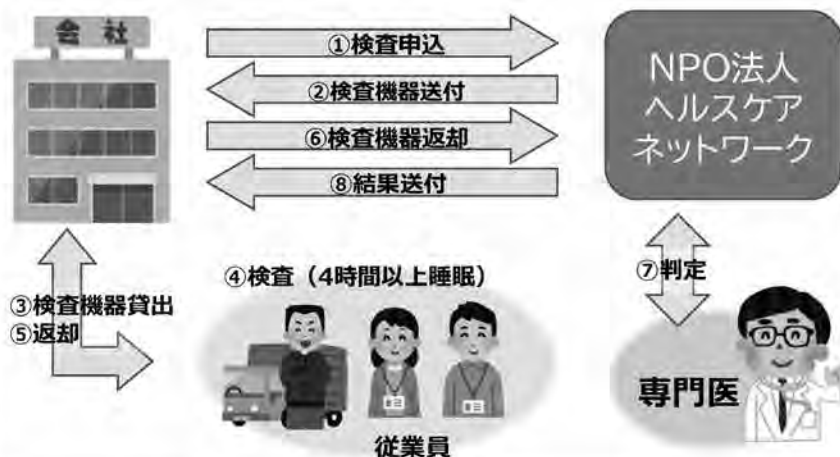 会社
①検査申込
②検査機器送付
⑥検査機器返却
⑧結果送付
NPO法人
ヘルスケア
ネットワーク
③検査機器貸出
⑤返却
④検査（4時間以上睡眠）
従業員
⑦判定
専門医